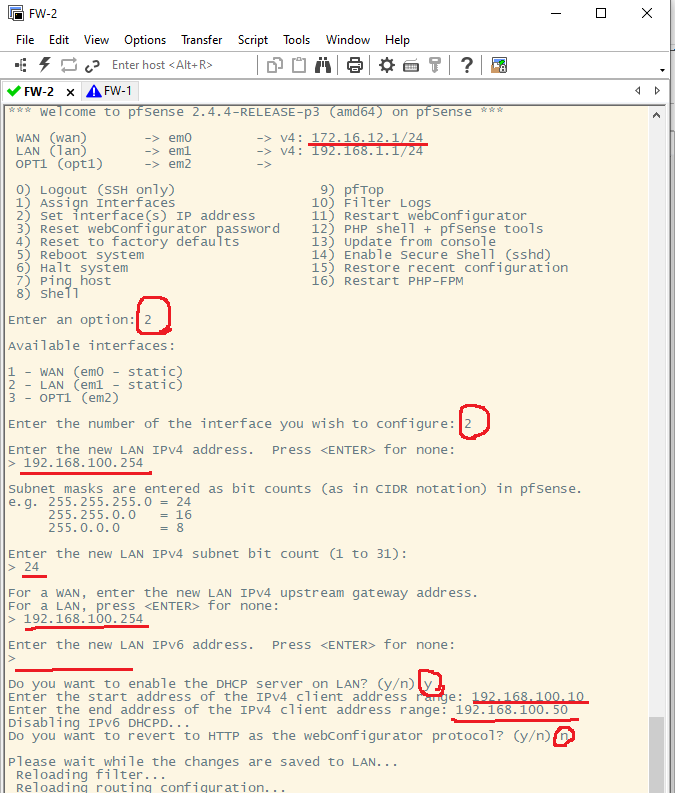 FW-2
File Edit View Options Transfer Script Tools Window Help
Enter host <Alt+R>
FW-2 x FW-1
*** Welcome to pfSense 2.4.4-RELEASE-p3 (amd64) on pfSense ***
WAN (wan) -> em0 -> v4: 172.16.12.1/24
LAN (lan) -> em1 -> v4: 192.168.1.1/24
OPT1 (opt1) -> em2 ->
0) Logout (SSH only) 9) pfTop
1) Assign Interfaces 10) Filter Logs
2) Set interface(s) IP address 11) Restart webConfigurator
3) Reset webConfigurator password 12) PHP shell + pfSense tools
4) Reset to factory defaults 13) Update from console
5) Reboot system 14) Enable Secure Shell (sshd)
6) Halt system 15) Restore recent configuration
7) Ping host 16) Restart PHP-FPM
8) Shell
Enter an option: 2
Available interfaces:
1 - WAN (em0 - static)
2 - LAN (em1 - static)
3 - OPT1 (em2)
Enter the number of the interface you wish to configure: 2
Enter the new LAN IPv4 address. Press <ENTER> for none:
> 192.168.100.254
Subnet masks are entered as bit counts (as in CIDR notation) in pfSense.
e.g. 255.255.255.0 = 24
255.255.0.0 = 16
255.0.0.0 = 8
Enter the new LAN IPv4 subnet bit count (1 to 31):
> 24
For a WAN, enter the new LAN IPv4 upstream gateway address.
For a LAN, press <ENTER> for none:
> 192.168.100.254
Enter the new LAN IPv6 address. Press <ENTER> for none:
>
Do you want to enable the DHCP server on LAN? (y/n) y
Enter the start address of the IPv4 client address range: 192.168.100.10
Enter the end address of the IPv4 client address range: 192.168.100.50
Disabling IPv6 DHCPD...
Do you want to revert to HTTP as the webConfigurator protocol? (y/n) n
Please wait while the changes are saved to LAN...
Reloading filter...
Reloading routing configuration...